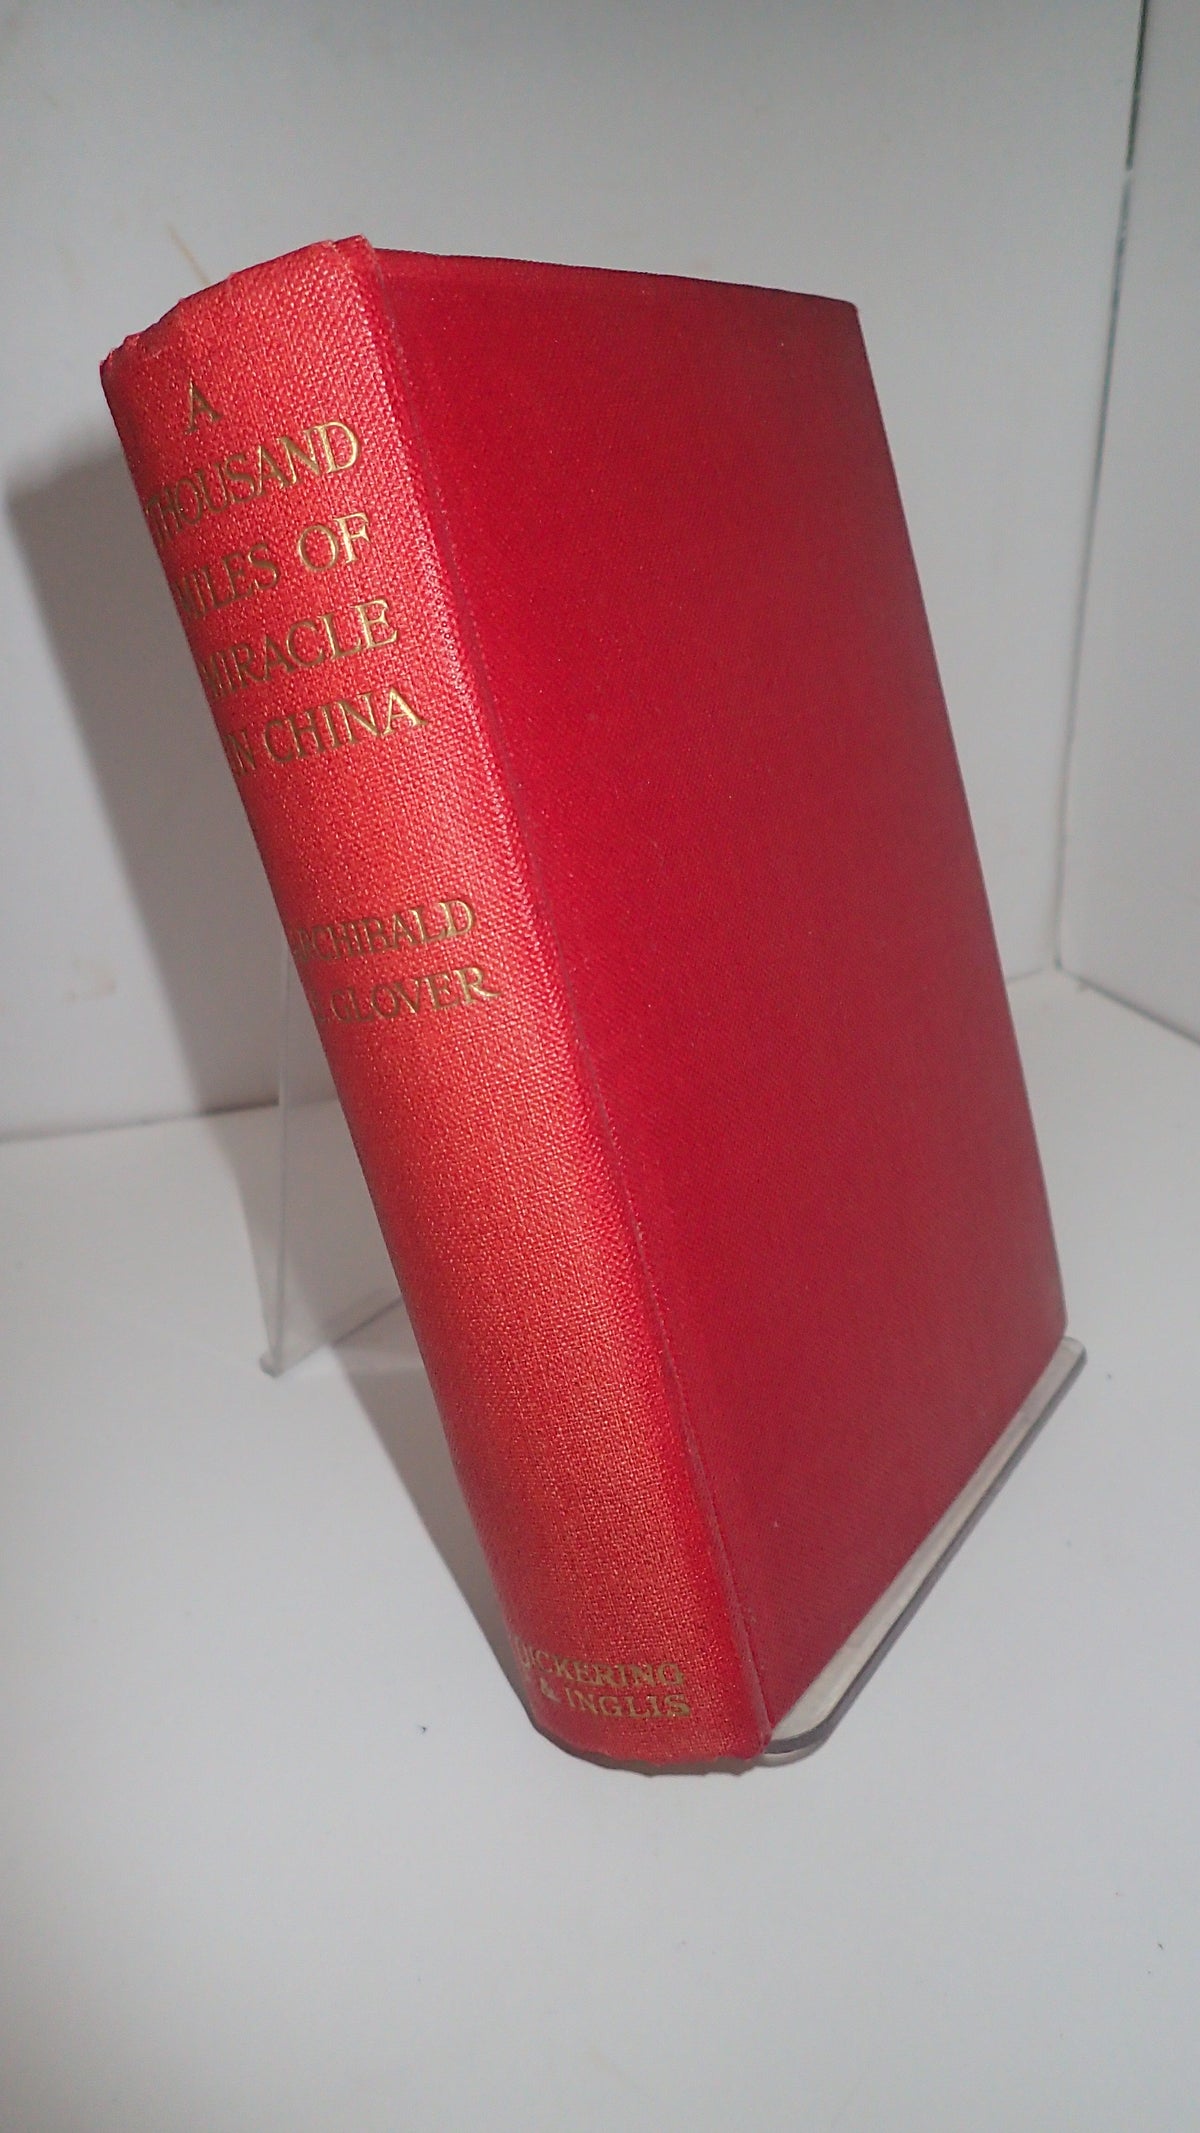 A
THOUSAND
MILES OF
MIRACLE
IN CHINA
ARCHIBALD
GLOVER
PICKERING
& INGLIS